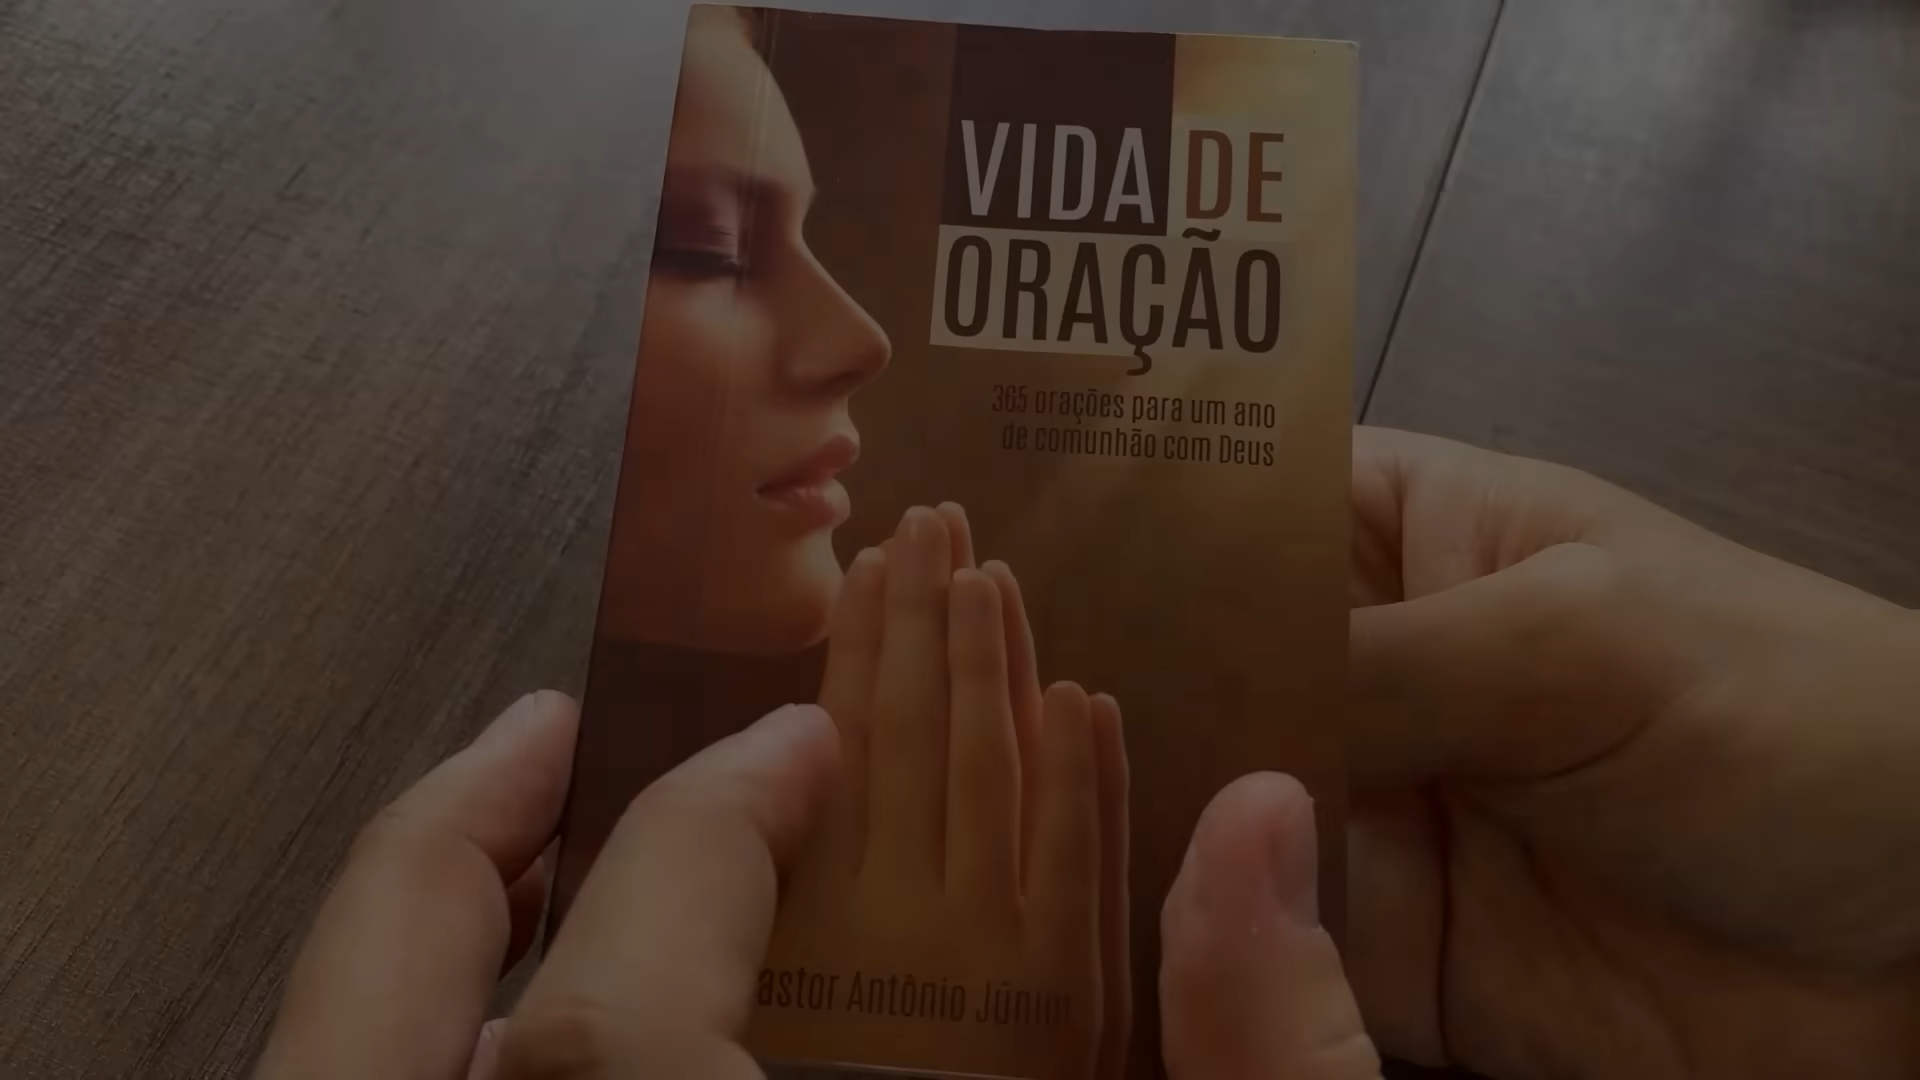 VIDA DE
ORAÇÃO
365 orações para um ano
de comunhão com Deus
astor Antônio Júnior